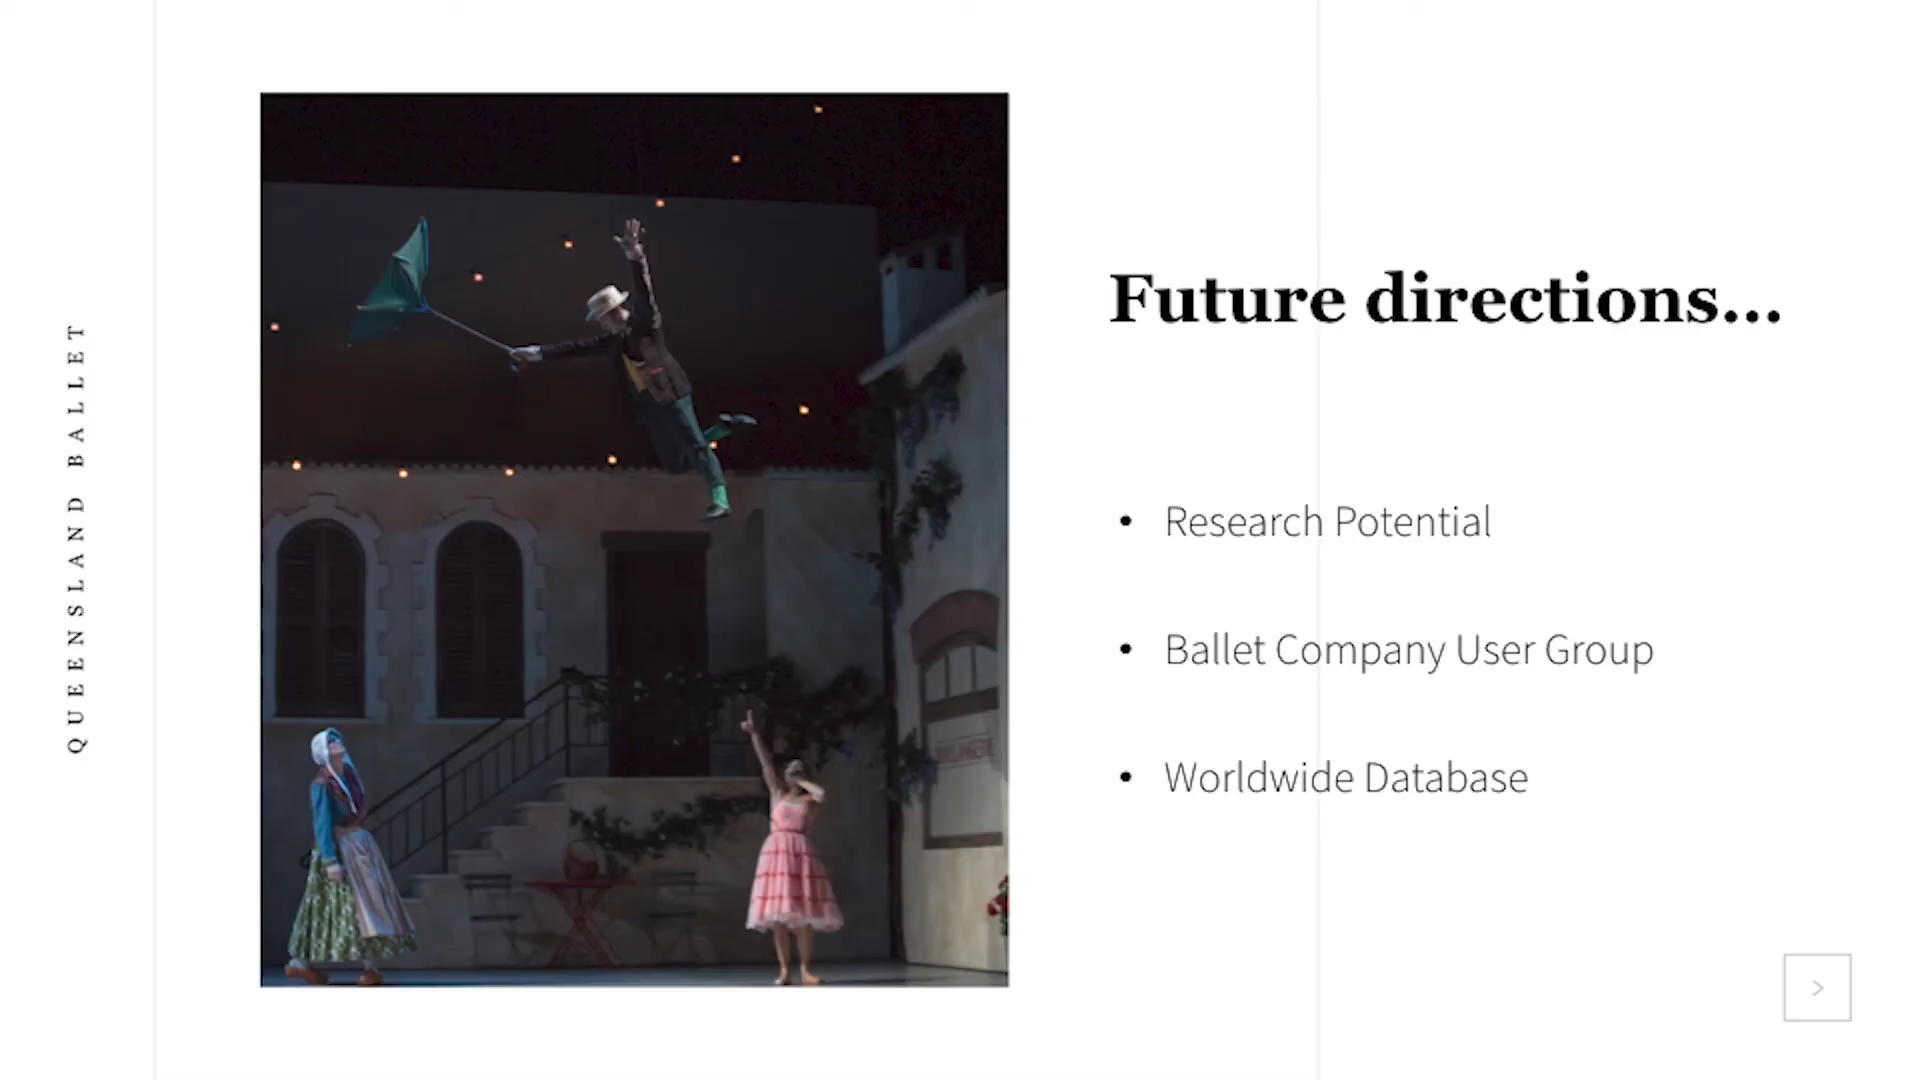 QUEENSLAND BALLET
Future directions...
• Research Potential
• Ballet Company User Group
• Worldwide Database